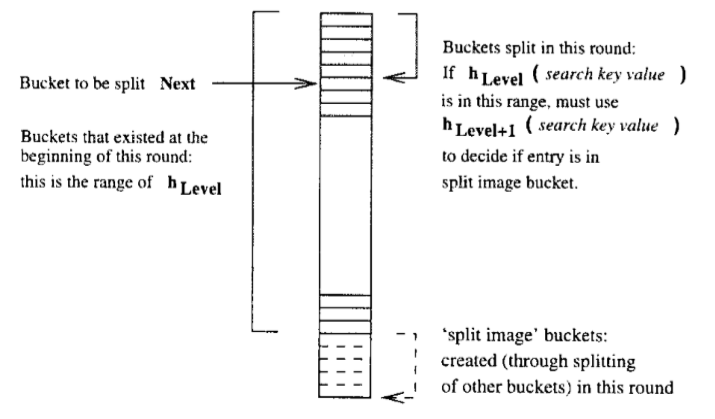 Bucket to be split Next
Buckets that existed at the
beginning of this round:
this is the range of h Level
Buckets split in this round:
If h Level ( search key value )
is in this range, must use
h Level+1 ( search key value )
to decide if entry is in
split image bucket.
‘split image’ buckets:
created (through splitting
of other buckets) in this round